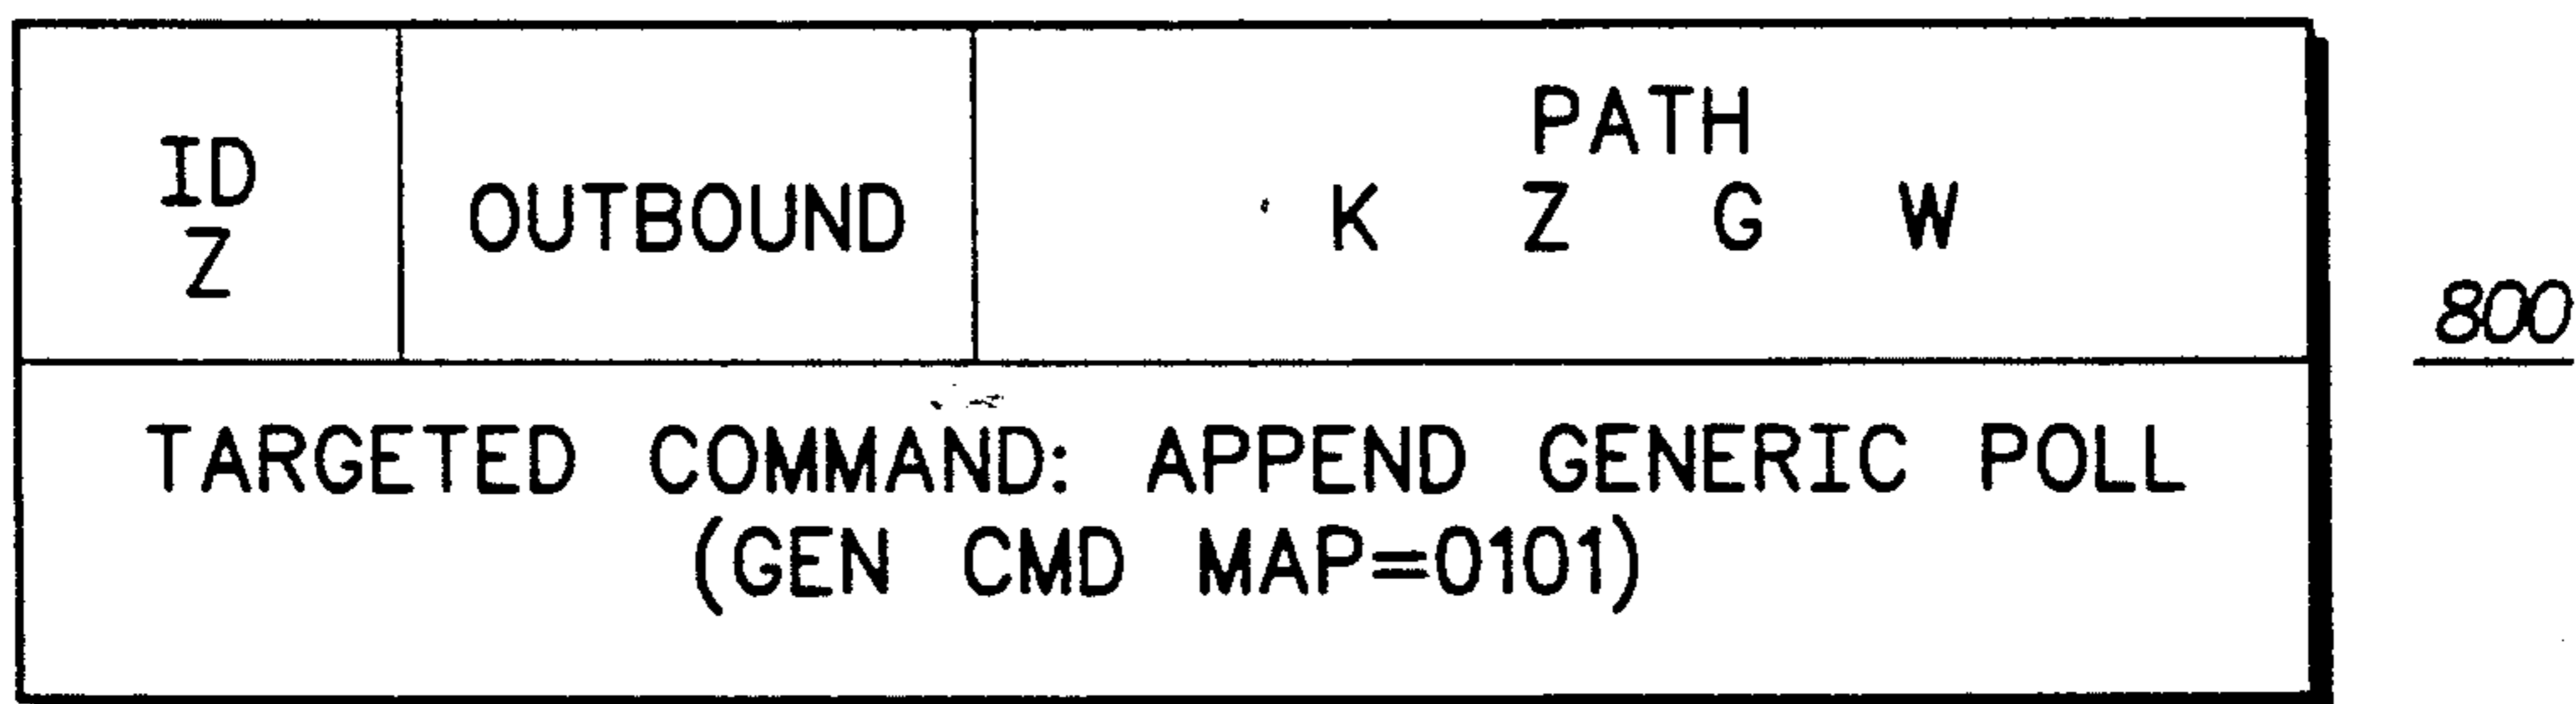 ID
Z
OUTBOUND
PATH
K Z G W
800
TARGETED COMMAND: APPEND GENERIC POLL
(GEN CMD MAP=0101)